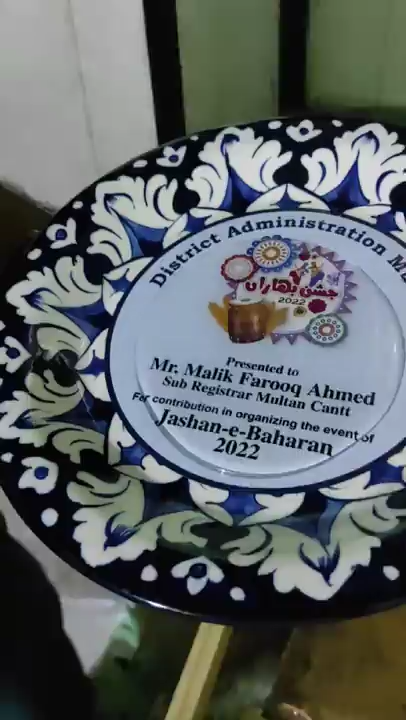 District Administration M
جشن بھاراں
2022
Presented to
Mr. Malik Farooq Ahmed
Sub Registrar Multan Cantt
For contribution in organizing the event of
Jashan-e-Baharan
2022